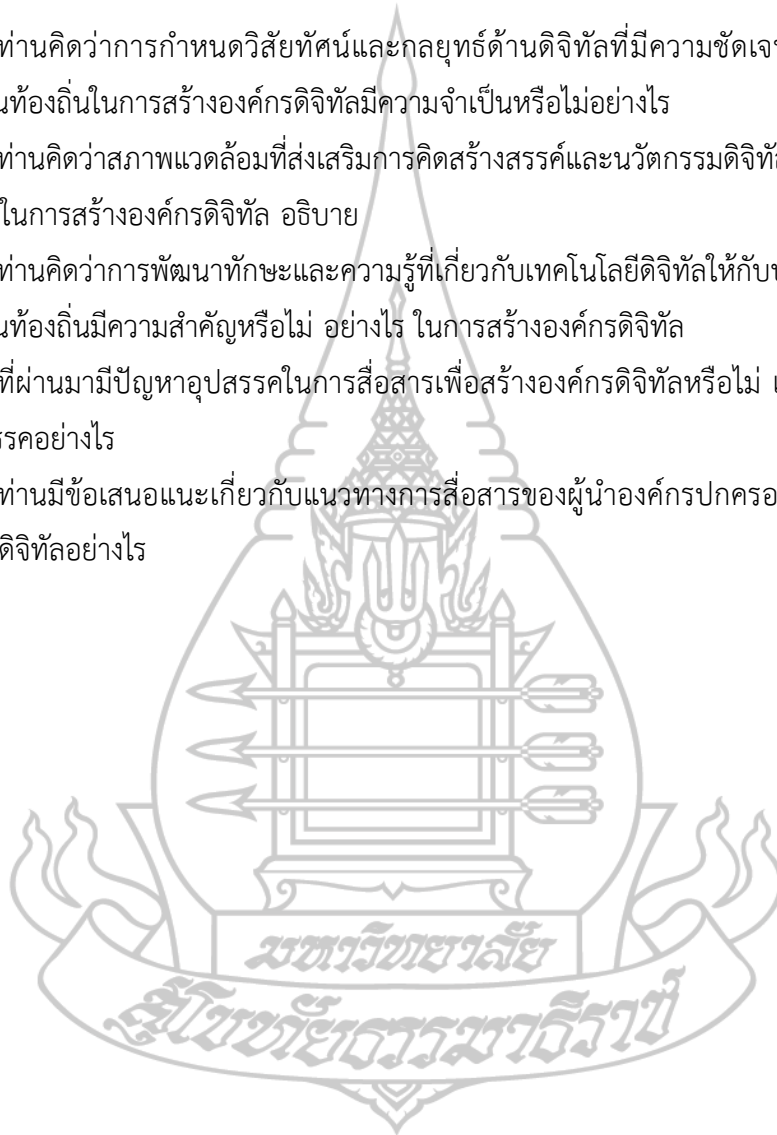 ท่านคิดว่าการกำหนดวิสัยทัศน์และกลยุทธ์ด้านดิจิทัลที่มีความชัดเจน
นท้องถิ่นในการสร้างองค์กรดิจิทัลมีความจำเป็นหรือไม่อย่างไร
ท่านคิดว่าสภาพแวดล้อมที่ส่งเสริมการคิดสร้างสรรค์และนวัตกรรมดิจิทัล
ในการสร้างองค์กรดิจิทัล อธิบาย
ท่านคิดว่าการพัฒนาทักษะและความรู้ที่เกี่ยวกับเทคโนโลยีดิจิทัลให้กับ
นท้องถิ่นมีความสำคัญหรือไม่ อย่างไร ในการสร้างองค์กรดิจิทัล
ที่ผ่านมามีปัญหาอุปสรรคในการสื่อสารเพื่อสร้างองค์กรดิจิทัลหรือไม่
รรคอย่างไร
ท่านมีข้อเสนอแนะเกี่ยวกับแนวทางการสื่อสารของผู้นำองค์กรปกครอ
ดิจิทัลอย่างไร
มหาวิทยาลัย
สุโขทัยธรรมาธิราช